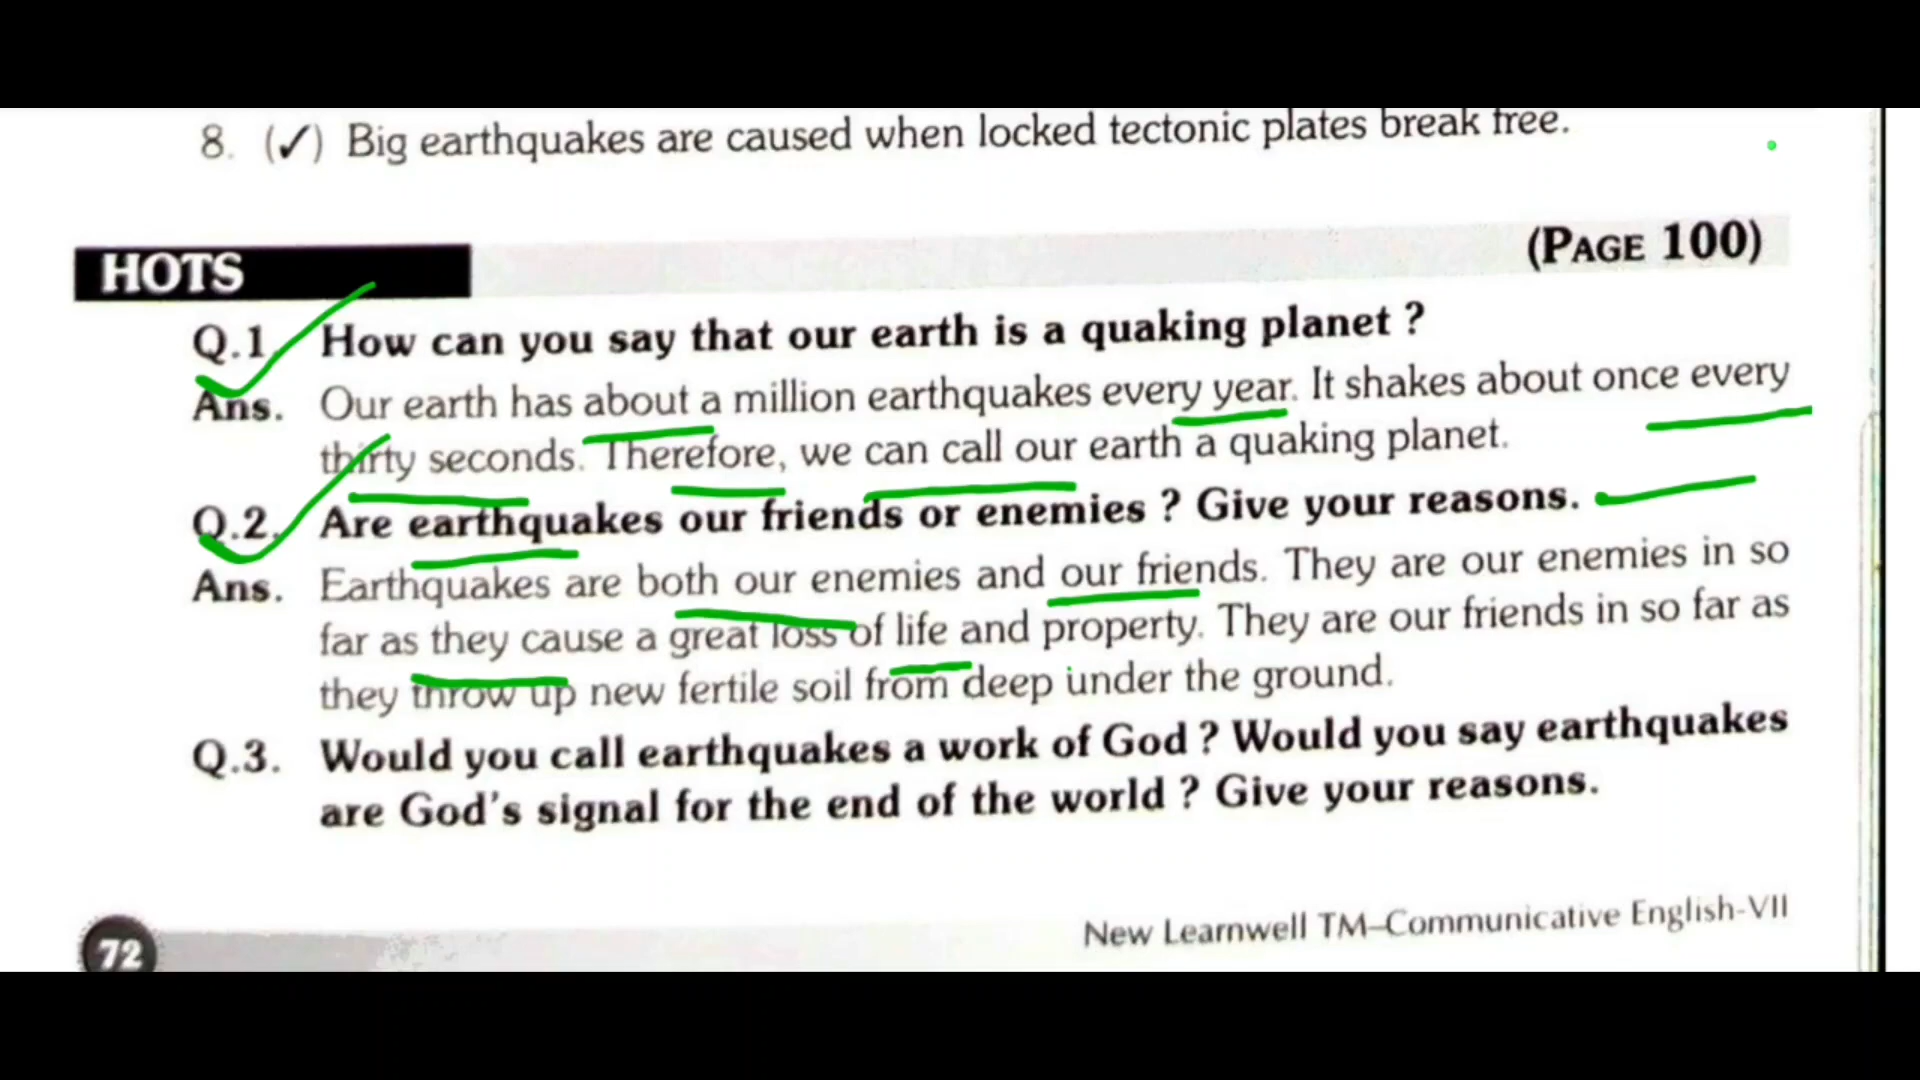 8. (✓) Big earthquakes are caused when locked tectonic plates break free.
HOTS (PAGE 100)
Q.1. How can you say that our earth is a quaking planet ?
Ans. Our earth has about a million earthquakes every year. It shakes about once every
thirty seconds. Therefore, we can call our earth a quaking planet.
Q.2. Are earthquakes our friends or enemies ? Give your reasons.
Ans. Earthquakes are both our enemies and our friends. They are our enemies in so
far as they cause a great loss of life and property. They are our friends in so far as
they throw up new fertile soil from deep under the ground.
Q.3. Would you call earthquakes a work of God ? Would you say earthquakes
are God's signal for the end of the world ? Give your reasons.
72 New Learnwell TM–Communicative English-VII